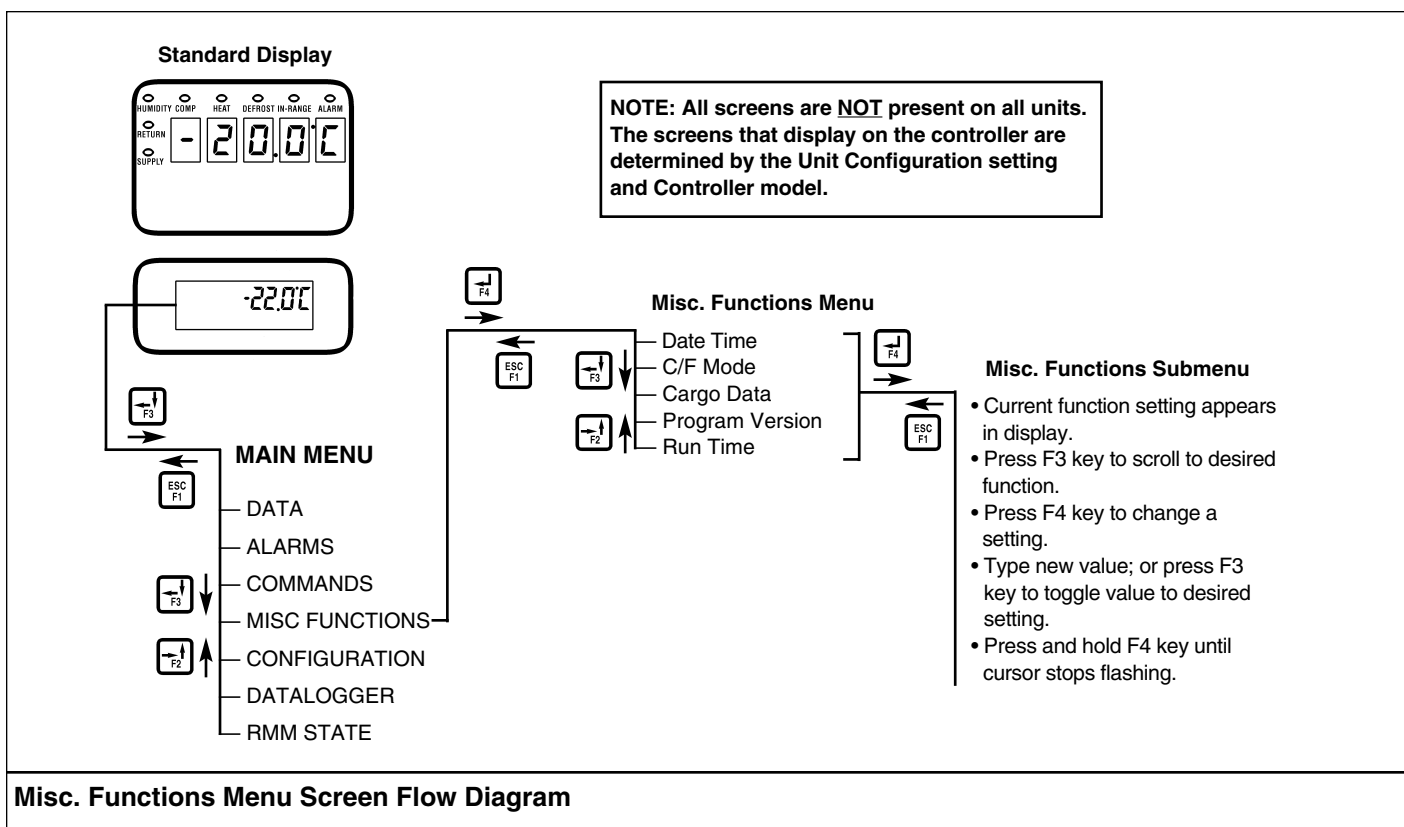 Standard Display
HUMIDITY COMP HEAT DEFROST IN-RANGE ALARM
RETURN
SUPPLY
-20.0°C
NOTE: All screens are NOT present on all units.
The screens that display on the controller are
determined by the Unit Configuration setting
and Controller model.
-22.0°C
F3
ESC
F1
MAIN MENU
DATA
ALARMS
COMMANDS
MISC FUNCTIONS
CONFIGURATION
DATALOGGER
RMM STATE
F3
F2
F4
ESC
F1
Misc. Functions Menu
Date Time
C/F Mode
Cargo Data
Program Version
Run Time
F3
F2
F4
ESC
F1
Misc. Functions Submenu
• Current function setting appears
in display.
• Press F3 key to scroll to desired
function.
• Press F4 key to change a
setting.
• Type new value; or press F3
key to toggle value to desired
setting.
• Press and hold F4 key until
cursor stops flashing.
Misc. Functions Menu Screen Flow Diagram